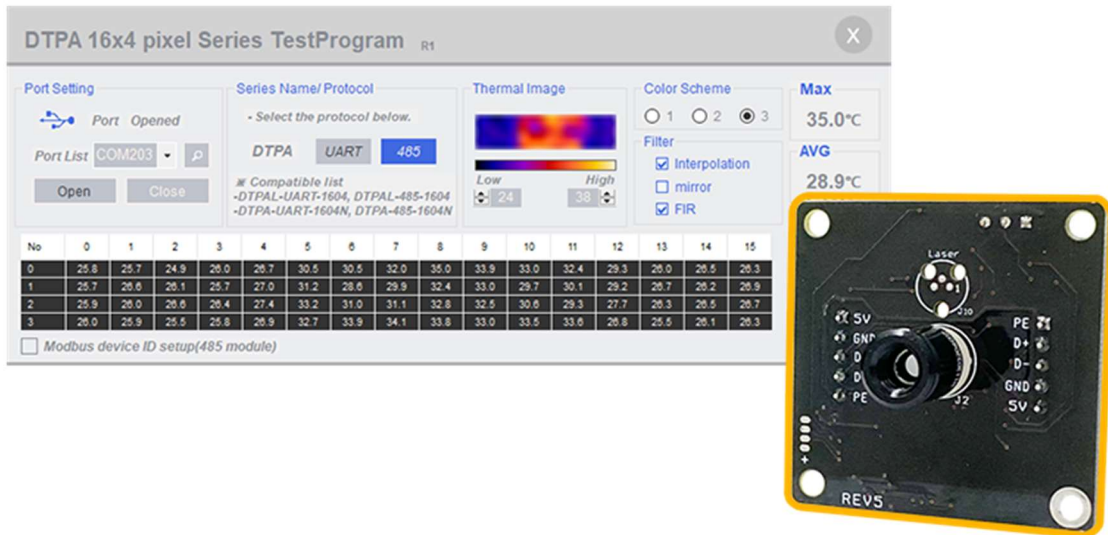 DTPA 16x4 pixel Series TestProgram R1
X
Port Setting
Port Opened
Port List COM203
Open Close
Series Name/ Protocol
- Select the protocol below.
DTPA UART 485
※ Compatible list
-DTPAL-UART-1604, DTPAL-485-1604
-DTPA-UART-1604N, DTPA-485-1604N
Thermal Image
Low High
24 38
Color Scheme
1 2 3
Filter
Interpolation
mirror
FIR
Max
35.0℃
AVG
28.9℃
No 0 1 2 3 4 5 6 7 8 9 10 11 12 13 14 15
0 25.8 25.7 24.9 26.0 26.7 30.5 30.5 32.0 35.0 33.9 33.0 32.4 29.3 26.0 26.5 26.3
1 25.7 26.6 26.1 25.7 27.0 31.2 28.6 29.9 32.4 33.0 29.7 30.1 29.2 26.7 26.2 26.9
2 25.9 26.0 26.6 26.4 27.4 33.2 31.0 31.1 32.8 32.5 30.6 29.3 27.7 26.3 26.5 26.7
3 26.0 25.9 25.5 25.8 26.9 32.7 33.9 34.1 33.8 33.0 33.5 33.6 26.8 25.5 26.1 26.3
Modbus device ID setup(485 module)
Laser
1
J10
5V
GND
D
D
PE
J2
PE
D+
D-
GND
5V
+
REV5